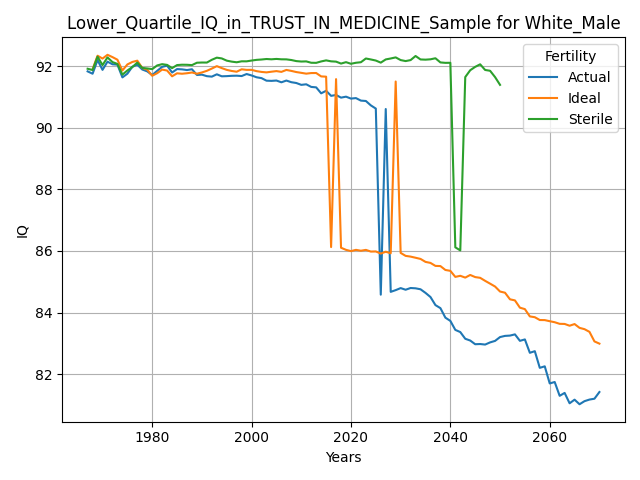 Lower_Quartile_IQ_in_TRUST_IN_MEDICINE_Sample for White_Male
Fertility
Actual
Ideal
Sterile
IQ
92
90
88
86
84
82
1980
2000
2020
2040
2060
Years